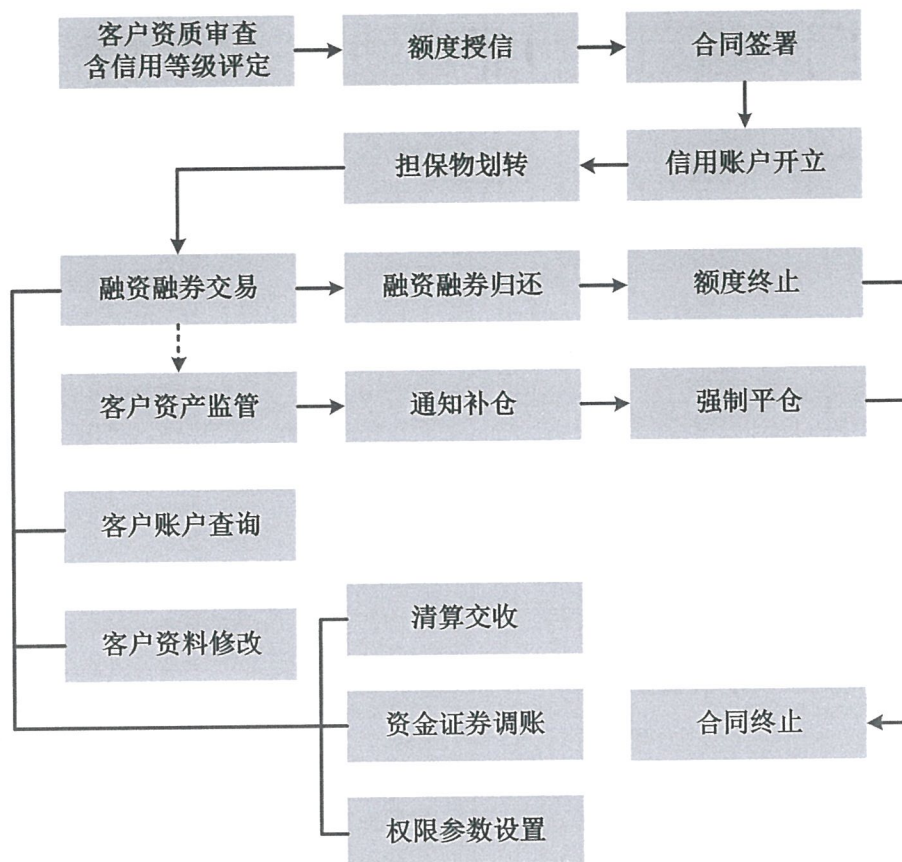 客户资质审查
含信用等级评定
额度授信
合同签署
担保物划转
信用账户开立
融资融券交易
融资融券归还
额度终止
客户资产监管
通知补仓
强制平仓
客户账户查询
清算交收
客户资料修改
资金证券调账
合同终止
权限参数设置